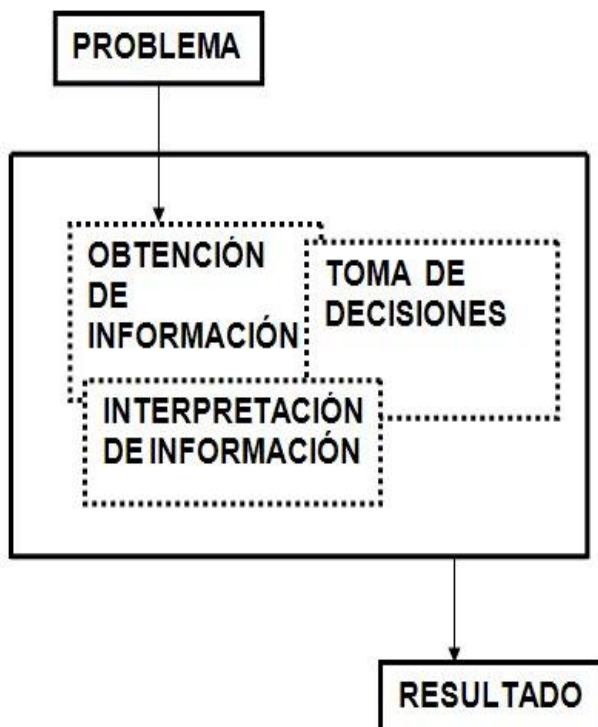 PROBLEMA
OBTENCIÓN
DE
INFORMACIÓN
TOMA DE
DECISIONES
INTERPRETACIÓN
DE INFORMACIÓN
RESULTADO